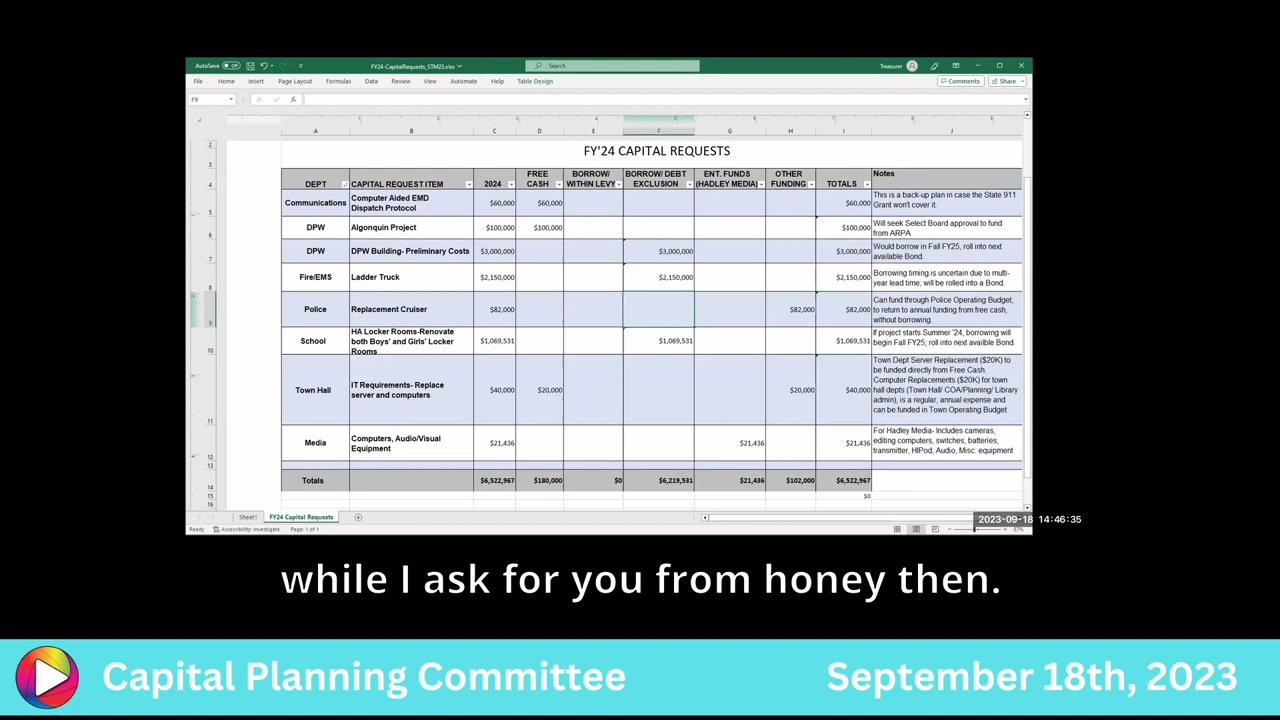 AutoSave Off FY24-CapitalRequests_STM23.xlsx Search Treasurer
File Home Insert Page Layout Formulas Data Review View Automate Help Table Design Comments Share
F9 fx
A B C D E F G H I J
FY'24 CAPITAL REQUESTS
DEPT CAPITAL REQUEST ITEM 2024 FREE CASH BORROW/ WITHIN LEVY BORROW/ DEBT EXCLUSION ENT. FUNDS (HADLEY MEDIA) OTHER FUNDING TOTALS Notes
Communications Computer Aided EMD Dispatch Protocol $60,000 $60,000 $60,000 This is a back-up plan in case the State 911 Grant won't cover it.
DPW Algonquin Project $100,000 $100,000 $100,000 Will seek Select Board approval to fund from ARPA
DPW DPW Building- Preliminary Costs $3,000,000 $3,000,000 $3,000,000 Would borrow in Fall FY25, roll into next available Bond.
Fire/EMS Ladder Truck $2,150,000 $2,150,000 $2,150,000 Borrowing timing is uncertain due to multi-year lead time; will be rolled into a Bond.
Police Replacement Cruiser $82,000 $82,000 $82,000 Can fund through Police Operating Budget, to return to annual funding from free cash, without borrowing.
School HA Locker Rooms-Renovate both Boys' and Girls' Locker Rooms $1,069,531 $1,069,531 $1,069,531 If project starts Summer '24, borrowing will begin Fall FY25; roll into next availble Bond.
Town Hall IT Requirements- Replace server and computers $40,000 $20,000 $20,000 $40,000 Town Dept Server Replacement ($20K) to be funded directly from Free Cash. Computer Replacements ($20K) for town hall depts (Town Hall/ COA/Planning/ Library admin), is a regular, annual expense and can be funded in Town Operating Budget
Media Computers, Audio/Visual Equipment $21,436 $21,436 $21,436 For Hadley Media- Includes cameras, editing computers, switches, batteries, transmitter, HIPod, Audio, Misc. equipment
Totals $6,522,967 $180,000 $0 $6,219,531 $21,436 $102,000 $6,522,967
$0
Sheet1 FY24 Capital Requests
Ready Accessibility: Investigate Page: 1 of 1 87%
2023-09-18 14:46:35
while I ask for you from honey then.
Capital Planning Committee September 18th, 2023